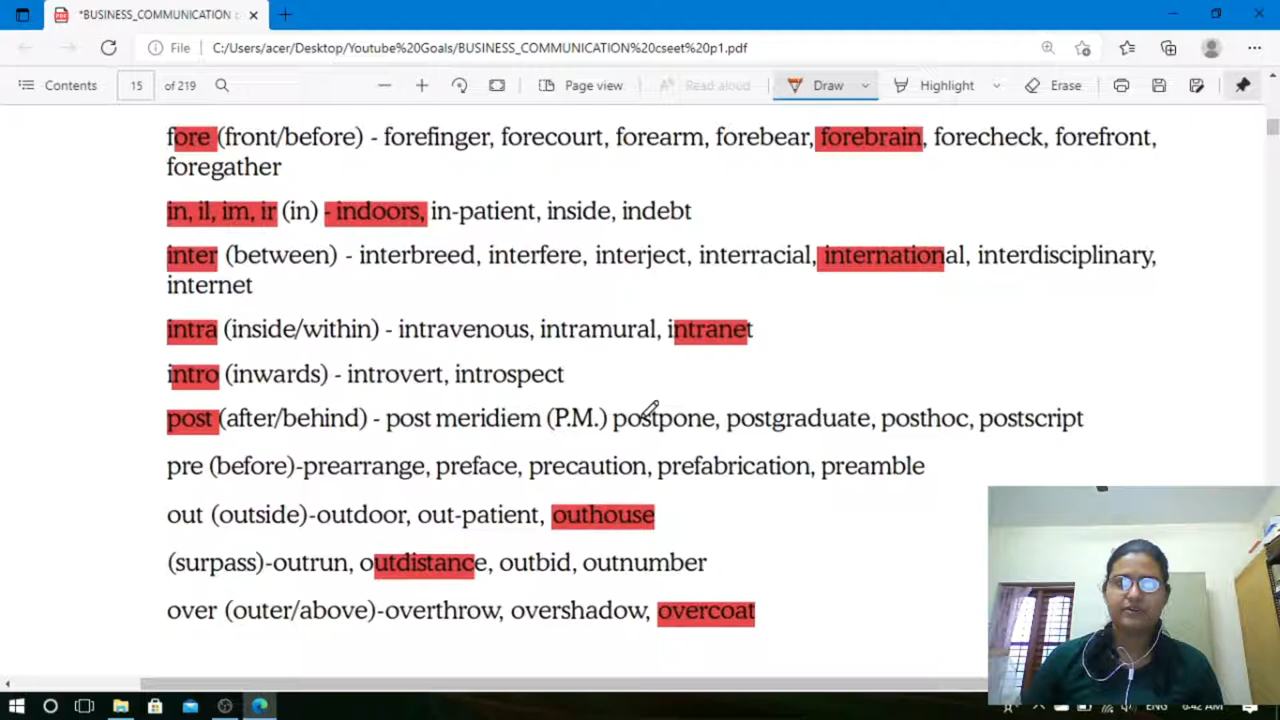 *BUSINESS_COMMUNICATION
File C:/Users/acer/Desktop/Youtube%20Goals/BUSINESS_COMMUNICATION%20cseet%20p1.pdf
Contents 15 of 219 Page view Read aloud Draw Highlight Erase
fore (front/before) - forefinger, forecourt, forearm, forebear, forebrain, forecheck, forefront,
foregather
in, il, im, ir (in) - indoors, in-patient, inside, indebt
inter (between) - interbreed, interfere, interject, interracial, international, interdisciplinary,
internet
intra (inside/within) - intravenous, intramural, intranet
intro (inwards) - introvert, introspect
post (after/behind) - post meridiem (P.M.) postpone, postgraduate, posthoc, postscript
pre (before)-prearrange, preface, precaution, prefabrication, preamble
out (outside)-outdoor, out-patient, outhouse
(surpass)-outrun, outdistance, outbid, outnumber
over (outer/above)-overthrow, overshadow, overcoat
ENG 6:42 AM